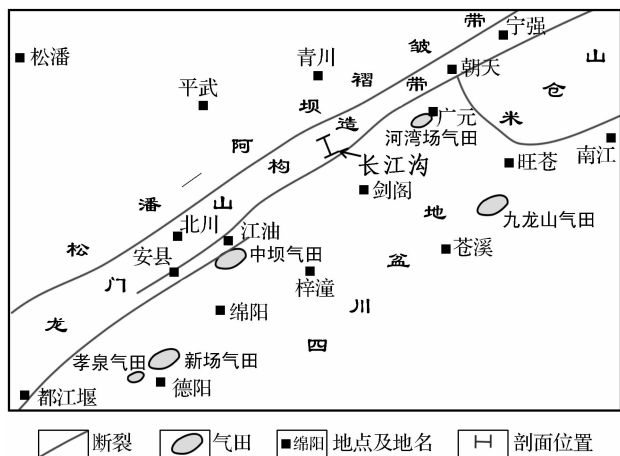 松潘
平武
青川
宁强
朝天
广元
河湾场气田
旺苍
南江
米仓山
松潘阿坝褶皱带
龙门山构造带
长江沟
剑阁
九龙山气田
苍溪
北川
江油
安县
中坝气田
梓潼
绵阳
四川盆地
孝泉气田
新场气田
德阳
都江堰
断裂
气田
绵阳 地点及地名
剖面位置